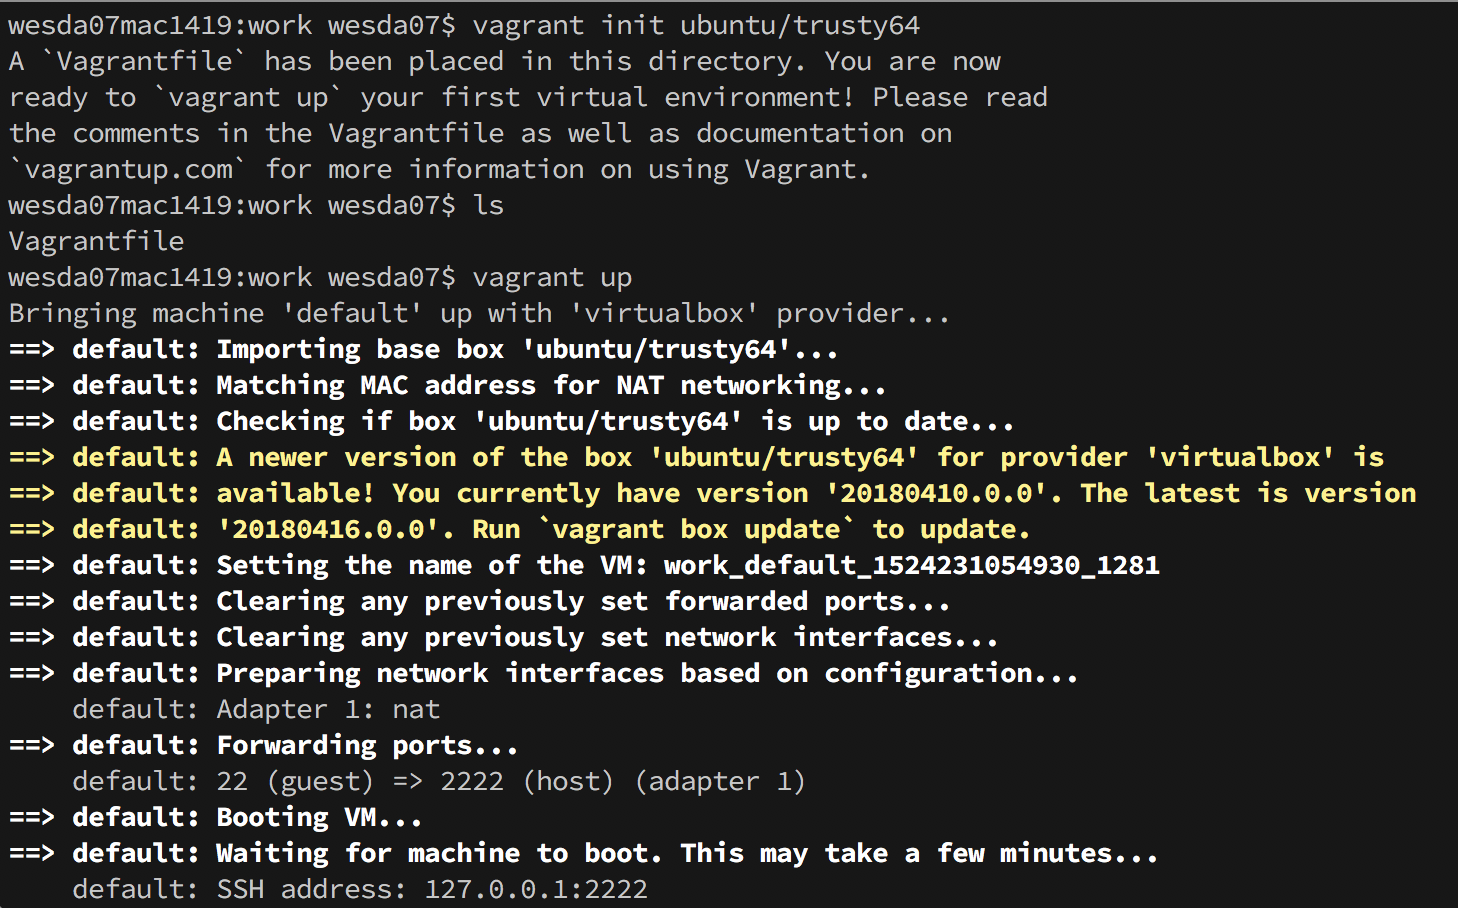 wesda07mac1419:work wesda07$ vagrant init ubuntu/trusty64
A `Vagrantfile` has been placed in this directory. You are now
ready to `vagrant up` your first virtual environment! Please read
the comments in the Vagrantfile as well as documentation on
`vagrantup.com` for more information on using Vagrant.
wesda07mac1419:work wesda07$ ls
Vagrantfile
wesda07mac1419:work wesda07$ vagrant up
Bringing machine 'default' up with 'virtualbox' provider...
==> default: Importing base box 'ubuntu/trusty64'...
==> default: Matching MAC address for NAT networking...
==> default: Checking if box 'ubuntu/trusty64' is up to date...
==> default: A newer version of the box 'ubuntu/trusty64' for provider 'virtualbox' is
==> default: available! You currently have version '20180410.0.0'. The latest is version
==> default: '20180416.0.0'. Run `vagrant box update` to update.
==> default: Setting the name of the VM: work_default_1524231054930_1281
==> default: Clearing any previously set forwarded ports...
==> default: Clearing any previously set network interfaces...
==> default: Preparing network interfaces based on configuration...
    default: Adapter 1: nat
==> default: Forwarding ports...
    default: 22 (guest) => 2222 (host) (adapter 1)
==> default: Booting VM...
==> default: Waiting for machine to boot. This may take a few minutes...
    default: SSH address: 127.0.0.1:2222